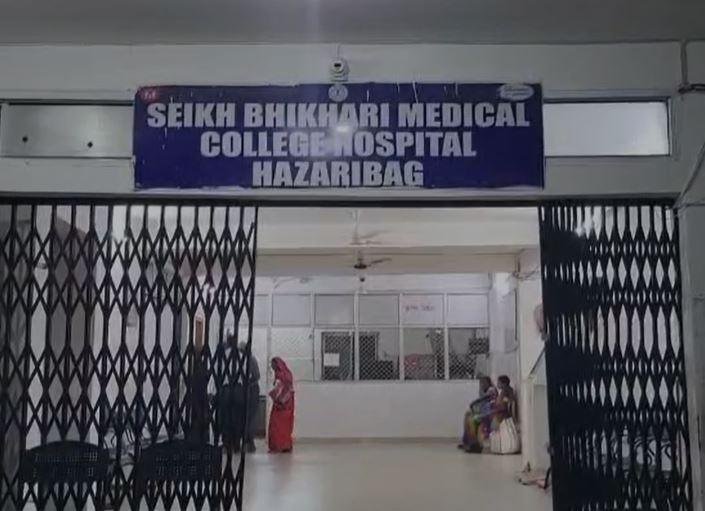 SEIKH BHIKHARI MEDICAL
COLLEGE HOSPITAL
HAZARIBAG